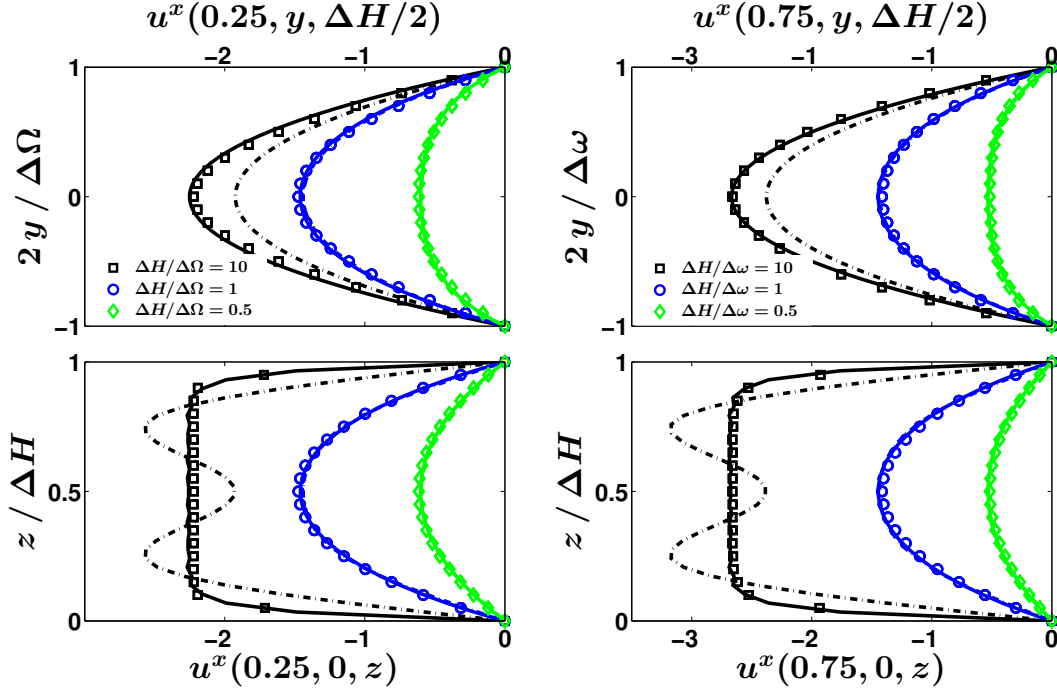 u^x(0.25, y, ΔH/2)
u^x(0.75, y, ΔH/2)
−2 −1 0
−1 −1 0
1
0
−1
2 y / ΔΩ
ΔH/ΔΩ = 10
ΔH/ΔΩ = 1
ΔH/ΔΩ = 0.5
1
0
−1
2 y / Δω
ΔH/Δω = 10
ΔH/Δω = 1
ΔH/Δω = 0.5
1
0.5
0
z / ΔH
−2 −1 0
u^x(0.25, 0, z)
1
0.5
0
z / ΔH
−3 −2 −1 0
u^x(0.75, 0, z)